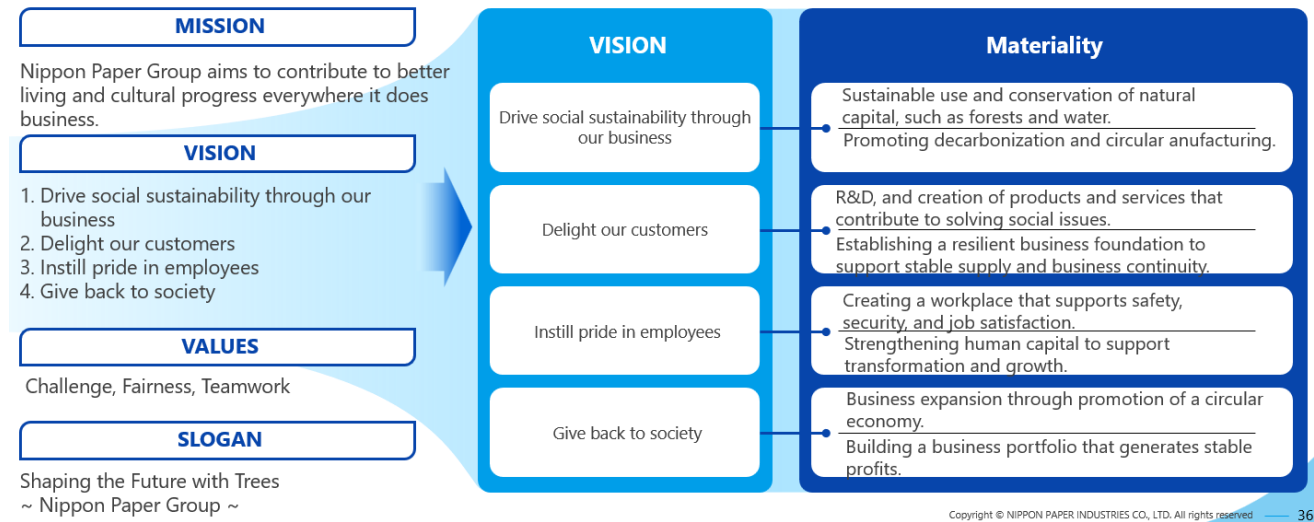 MISSION
Nippon Paper Group aims to contribute to better
living and cultural progress everywhere it does
business.
VISION
1. Drive social sustainability through our
business
2. Delight our customers
3. Instill pride in employees
4. Give back to society
VALUES
Challenge, Fairness, Teamwork
SLOGAN
Shaping the Future with Trees
~ Nippon Paper Group ~
VISION
Drive social sustainability through
our business
Delight our customers
Instill pride in employees
Give back to society
Materiality
Sustainable use and conservation of natural
capital, such as forests and water.
Promoting decarbonization and circular anufacturing.
R&D, and creation of products and services that
contribute to solving social issues.
Establishing a resilient business foundation to
support stable supply and business continuity.
Creating a workplace that supports safety,
security, and job satisfaction.
Strengthening human capital to support
transformation and growth.
Business expansion through promotion of a circular
economy.
Building a business portfolio that generates stable
profits.
Copyright © NIPPON PAPER INDUSTRIES CO., LTD. All rights reserved
36